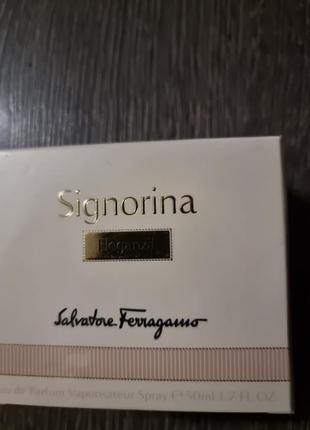 Signorina
Eleganza
Salvatore Ferragamo
Eau de Parfum Vaporisateur Spray ℮ 50ml 1.7 FL OZ